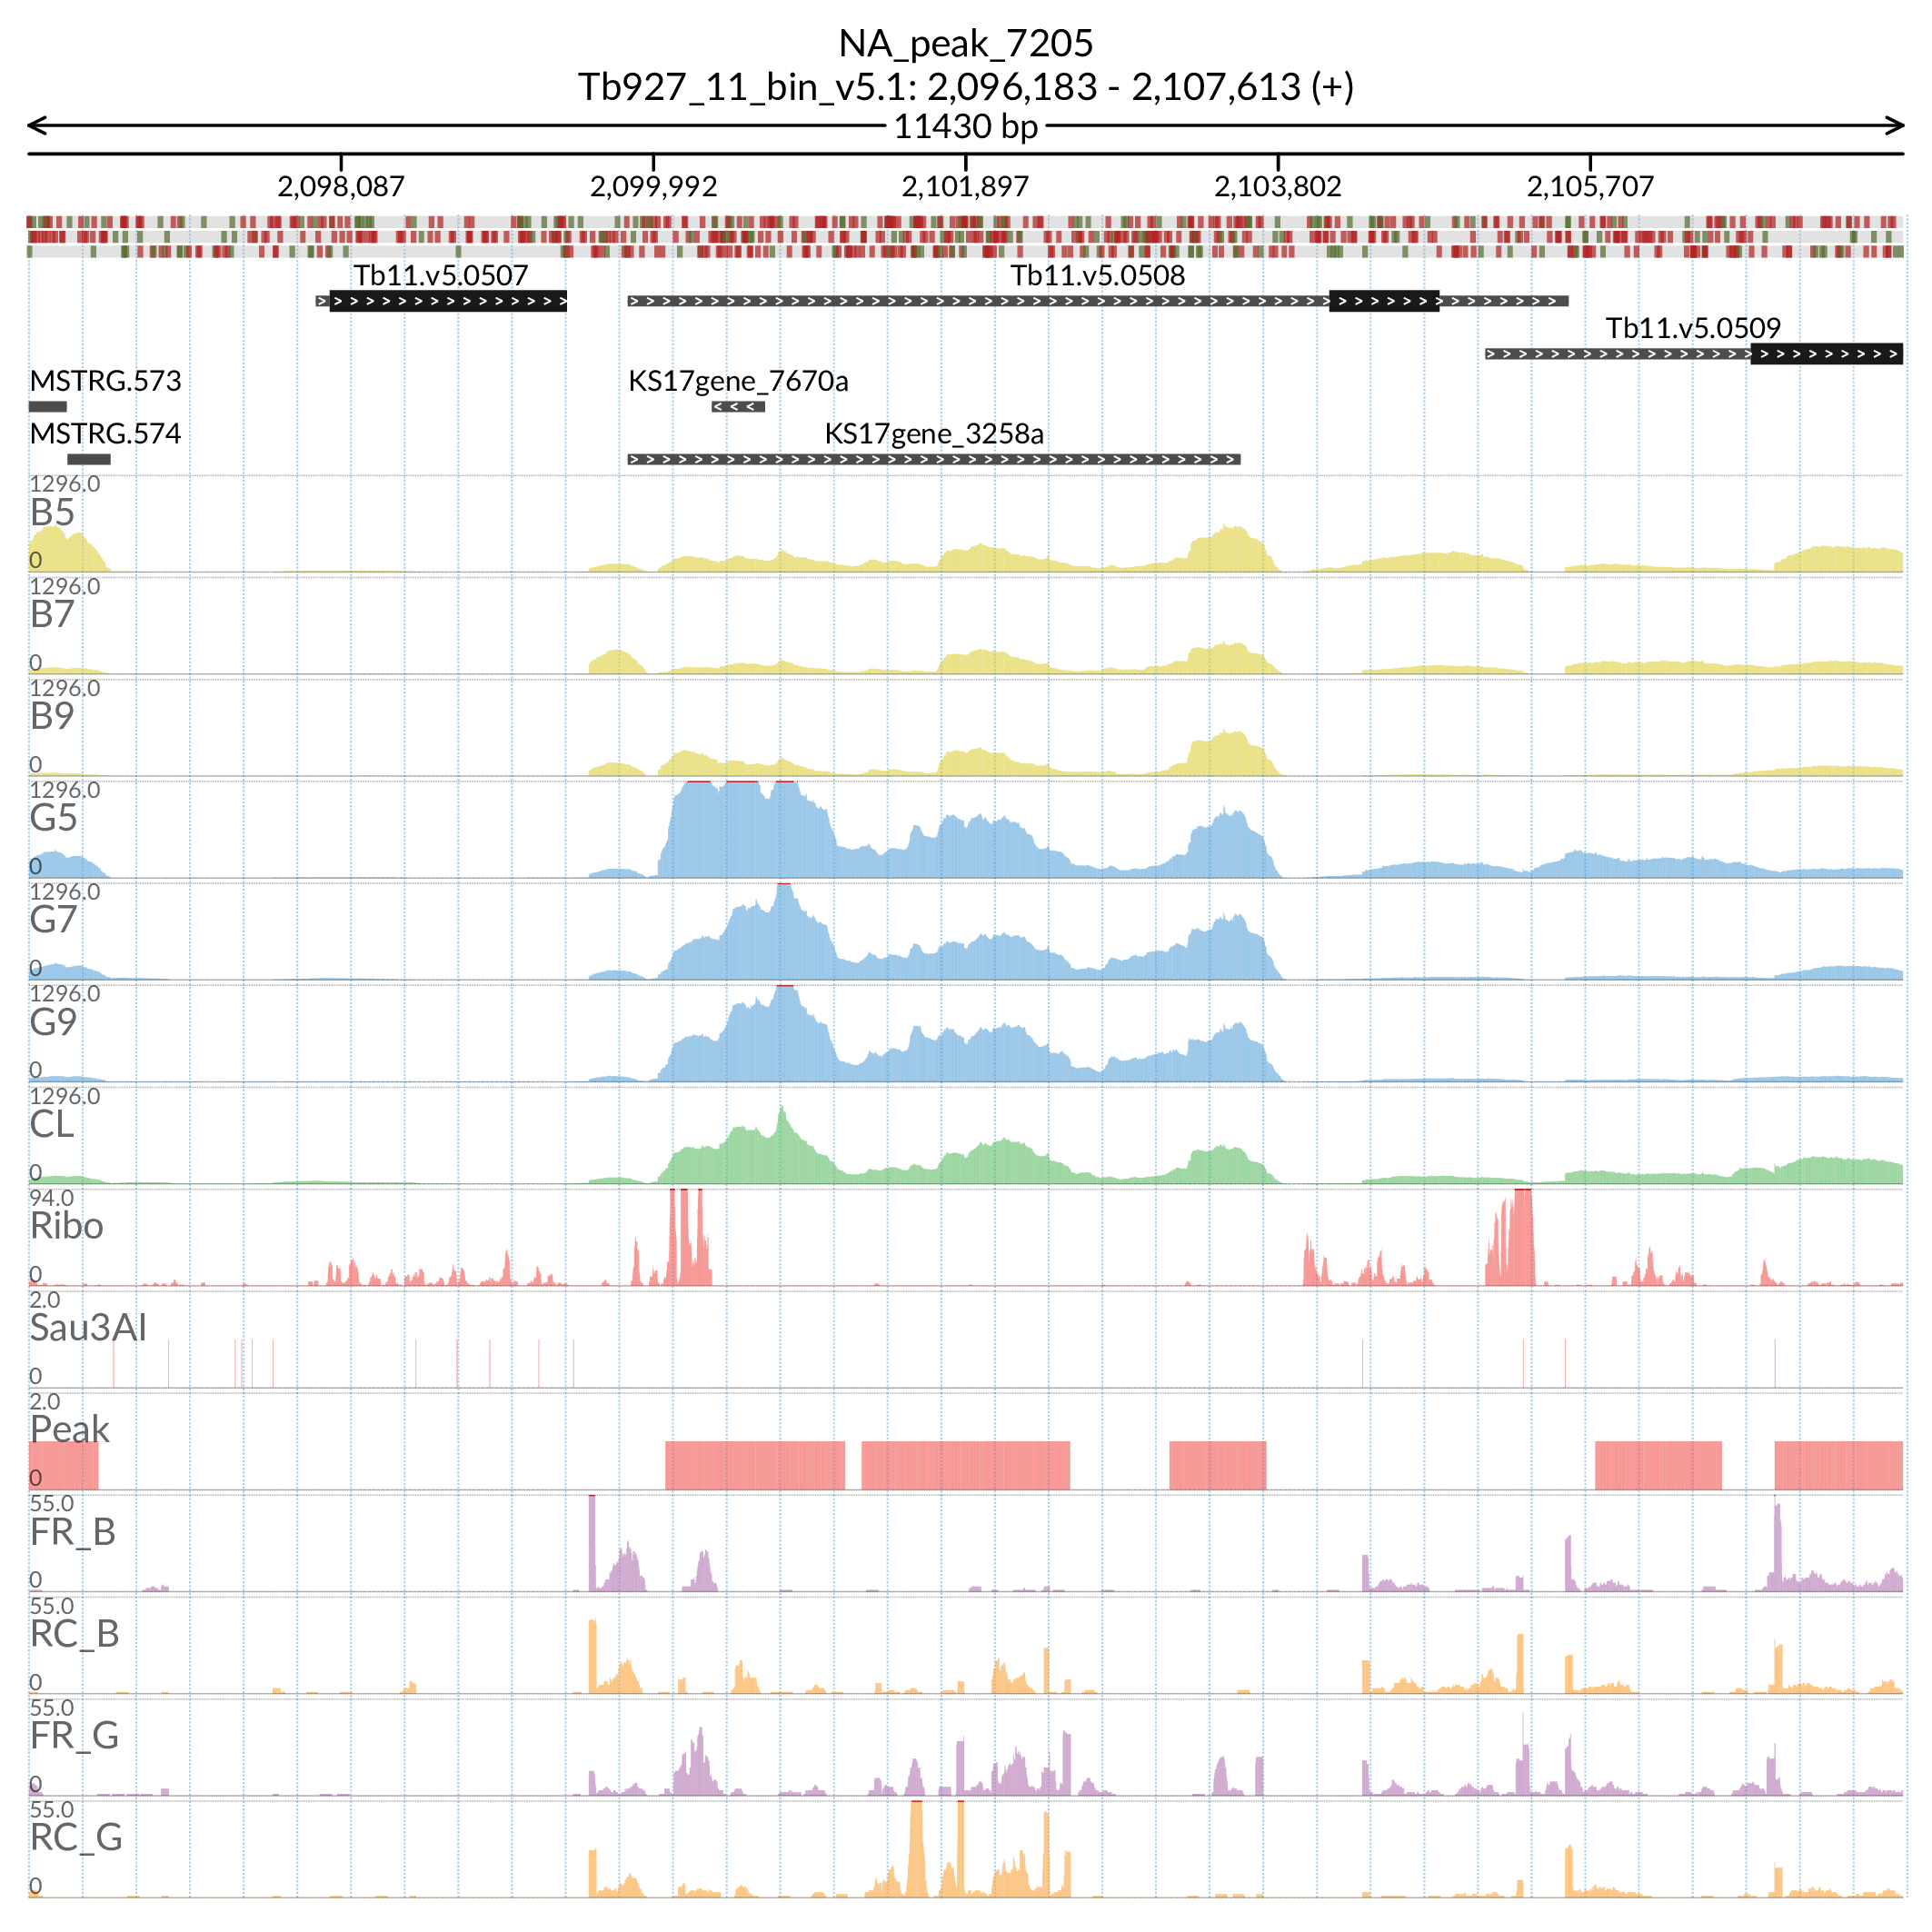 NA_peak_7205
Tb927_11_bin_v5.1: 2,096,183 - 2,107,613 (+)
11430 bp
2,098,087 2,099,992 2,101,897 2,103,802 2,105,707
Tb11.v5.0507 Tb11.v5.0508
Tb11.v5.0509
MSTRG.573 KS17gene_7670a
MSTRG.574 KS17gene_3258a
1296.0
B5
0
1296.0
B7
0
1296.0
B9
0
1296.0
G5
0
1296.0
G7
0
1296.0
G9
0
1296.0
CL
0
94.0
Ribo
0
2.0
Sau3AI
0
2.0
Peak
0
55.0
FR_B
0
55.0
RC_B
0
55.0
FR_G
0
55.0
RC_G
0